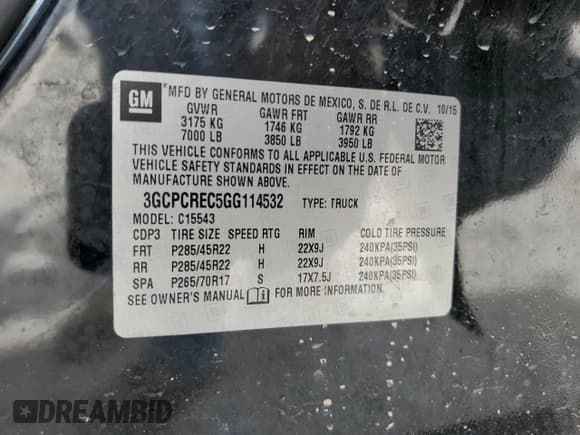 GM
MFD BY GENERAL MOTORS DE MEXICO, S. DE R.L. DE C.V. 10/15
GVWR GAWR FRT GAWR RR
3175 KG 1746 KG 1792 KG
7000 LB 3850 LB 3950 LB
THIS VEHICLE CONFORMS TO ALL APPLICABLE U.S. FEDERAL MOTOR
VEHICLE SAFETY STANDARDS IN EFFECT ON THE DATE OF
MANUFACTURE SHOWN ABOVE.
3GCPCREC5GG114532 TYPE: TRUCK
MODEL: C15543
CDP3 TIRE SIZE SPEED RTG RIM COLD TIRE PRESSURE
FRT P285/45R22 H 22X9J 240KPA(35PSI)
RR P285/45R22 H 22X9J 240KPA(35PSI)
SPA P265/70R17 S 17X7.5J 240KPA(35PSI)
SEE OWNER'S MANUAL FOR MORE INFORMATION.
DREAMBID